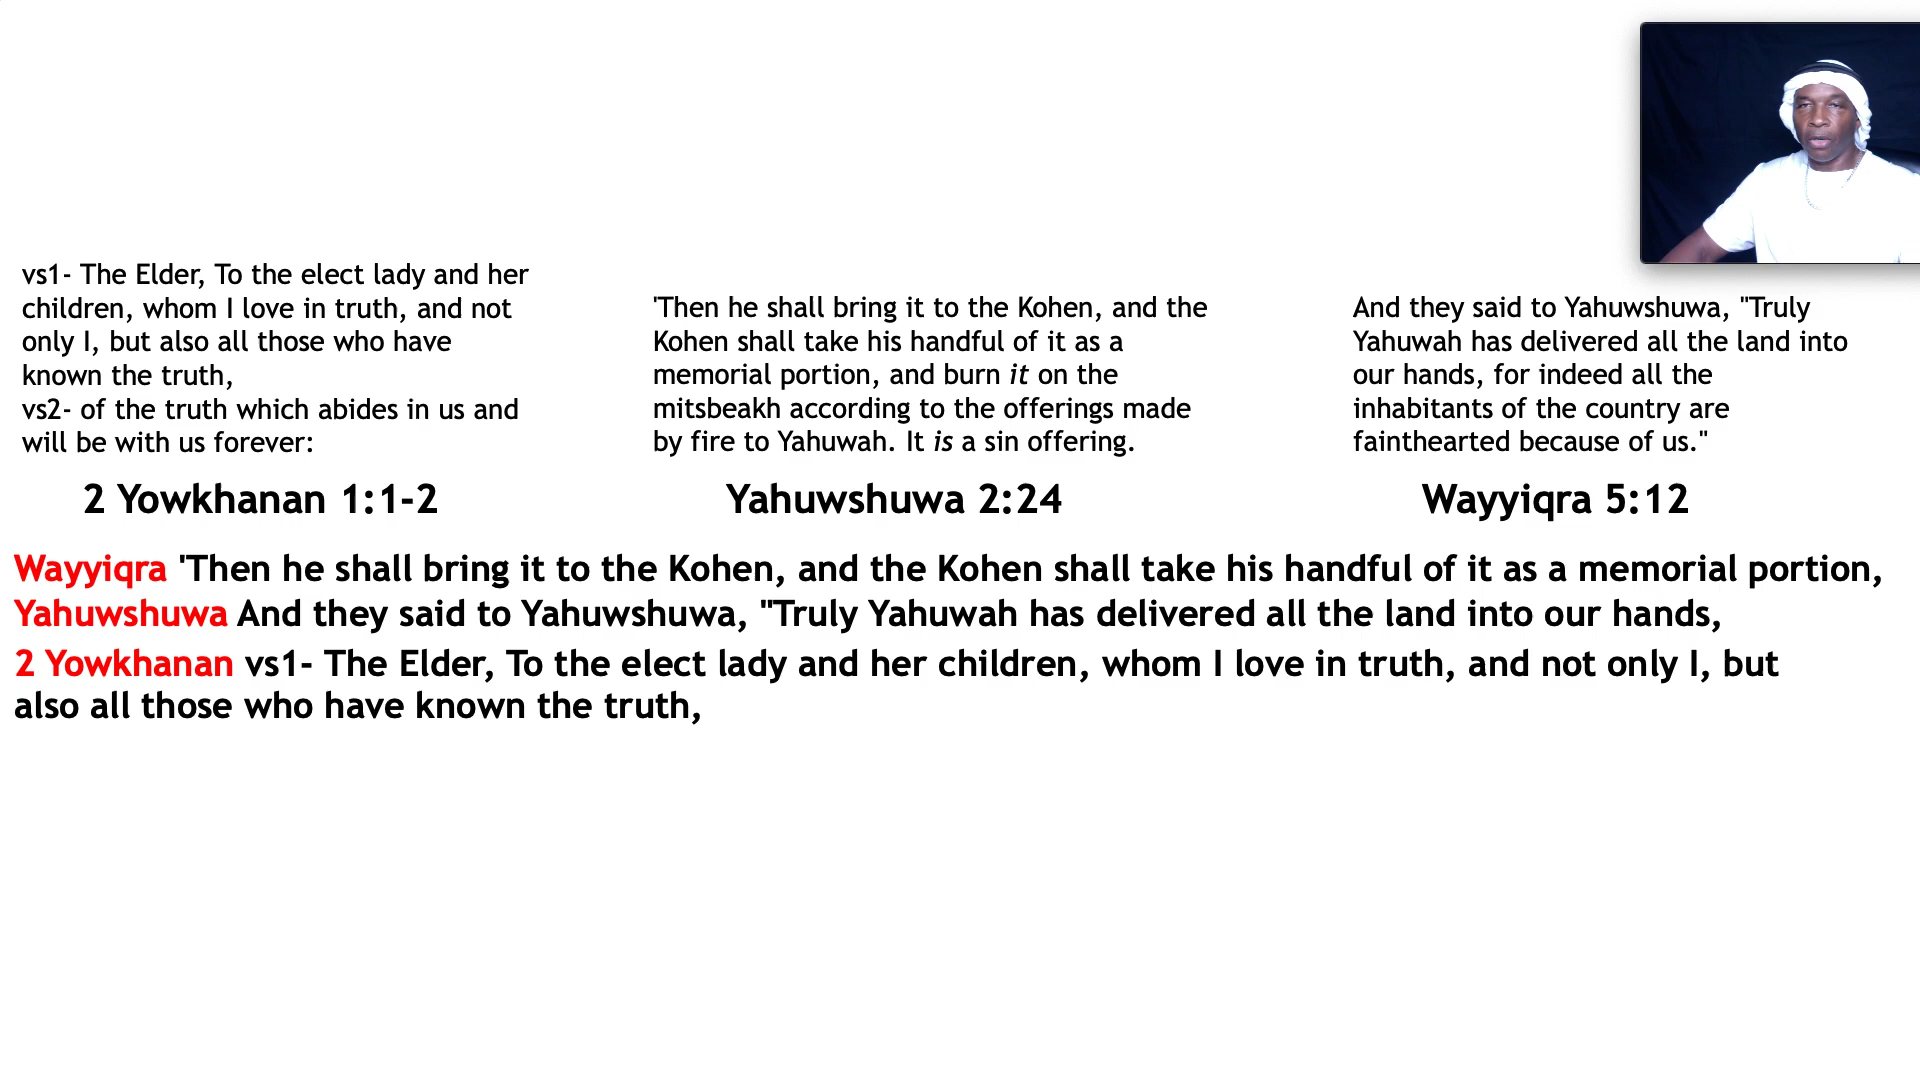 vs1- The Elder, To the elect lady and her
children, whom I love in truth, and not
only I, but also all those who have
known the truth,
vs2- of the truth which abides in us and
will be with us forever:
2 Yowkhanan 1:1-2
'Then he shall bring it to the Kohen, and the
Kohen shall take his handful of it as a
memorial portion, and burn it on the
mitsbeakh according to the offerings made
by fire to Yahuwah. It is a sin offering.
Yahuwshuwa 2:24
And they said to Yahuwshuwa, "Truly
Yahuwah has delivered all the land into
our hands, for indeed all the
inhabitants of the country are
fainthearted because of us."
Wayyiqra 5:12
Wayyiqra 'Then he shall bring it to the Kohen, and the Kohen shall take his handful of it as a memorial portion,
Yahuwshuwa And they said to Yahuwshuwa, "Truly Yahuwah has delivered all the land into our hands,
2 Yowkhanan vs1- The Elder, To the elect lady and her children, whom I love in truth, and not only I, but
also all those who have known the truth,